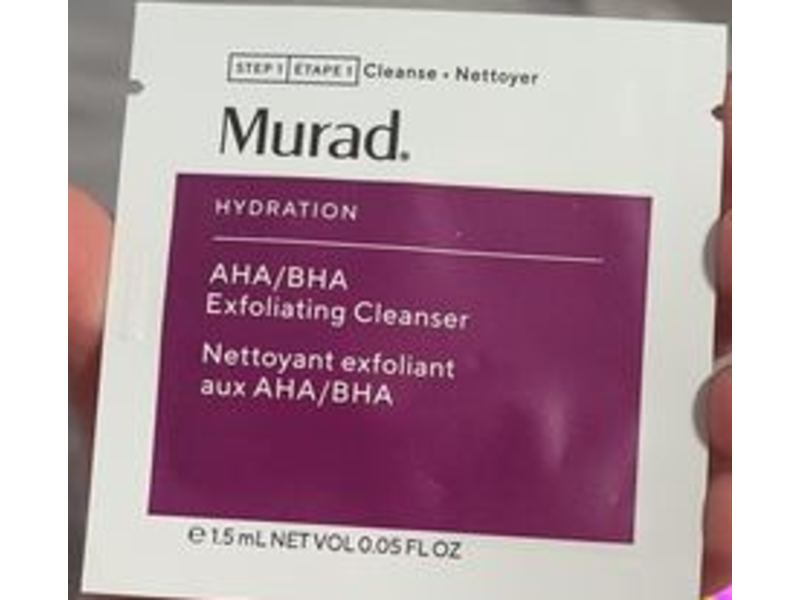 STEP 1 ÉTAPE 1 Cleanse • Nettoyer
Murad.
HYDRATION
AHA/BHA
Exfoliating Cleanser
Nettoyant exfoliant
aux AHA/BHA
℮ 1.5 mL NET VOL 0.05 FL OZ